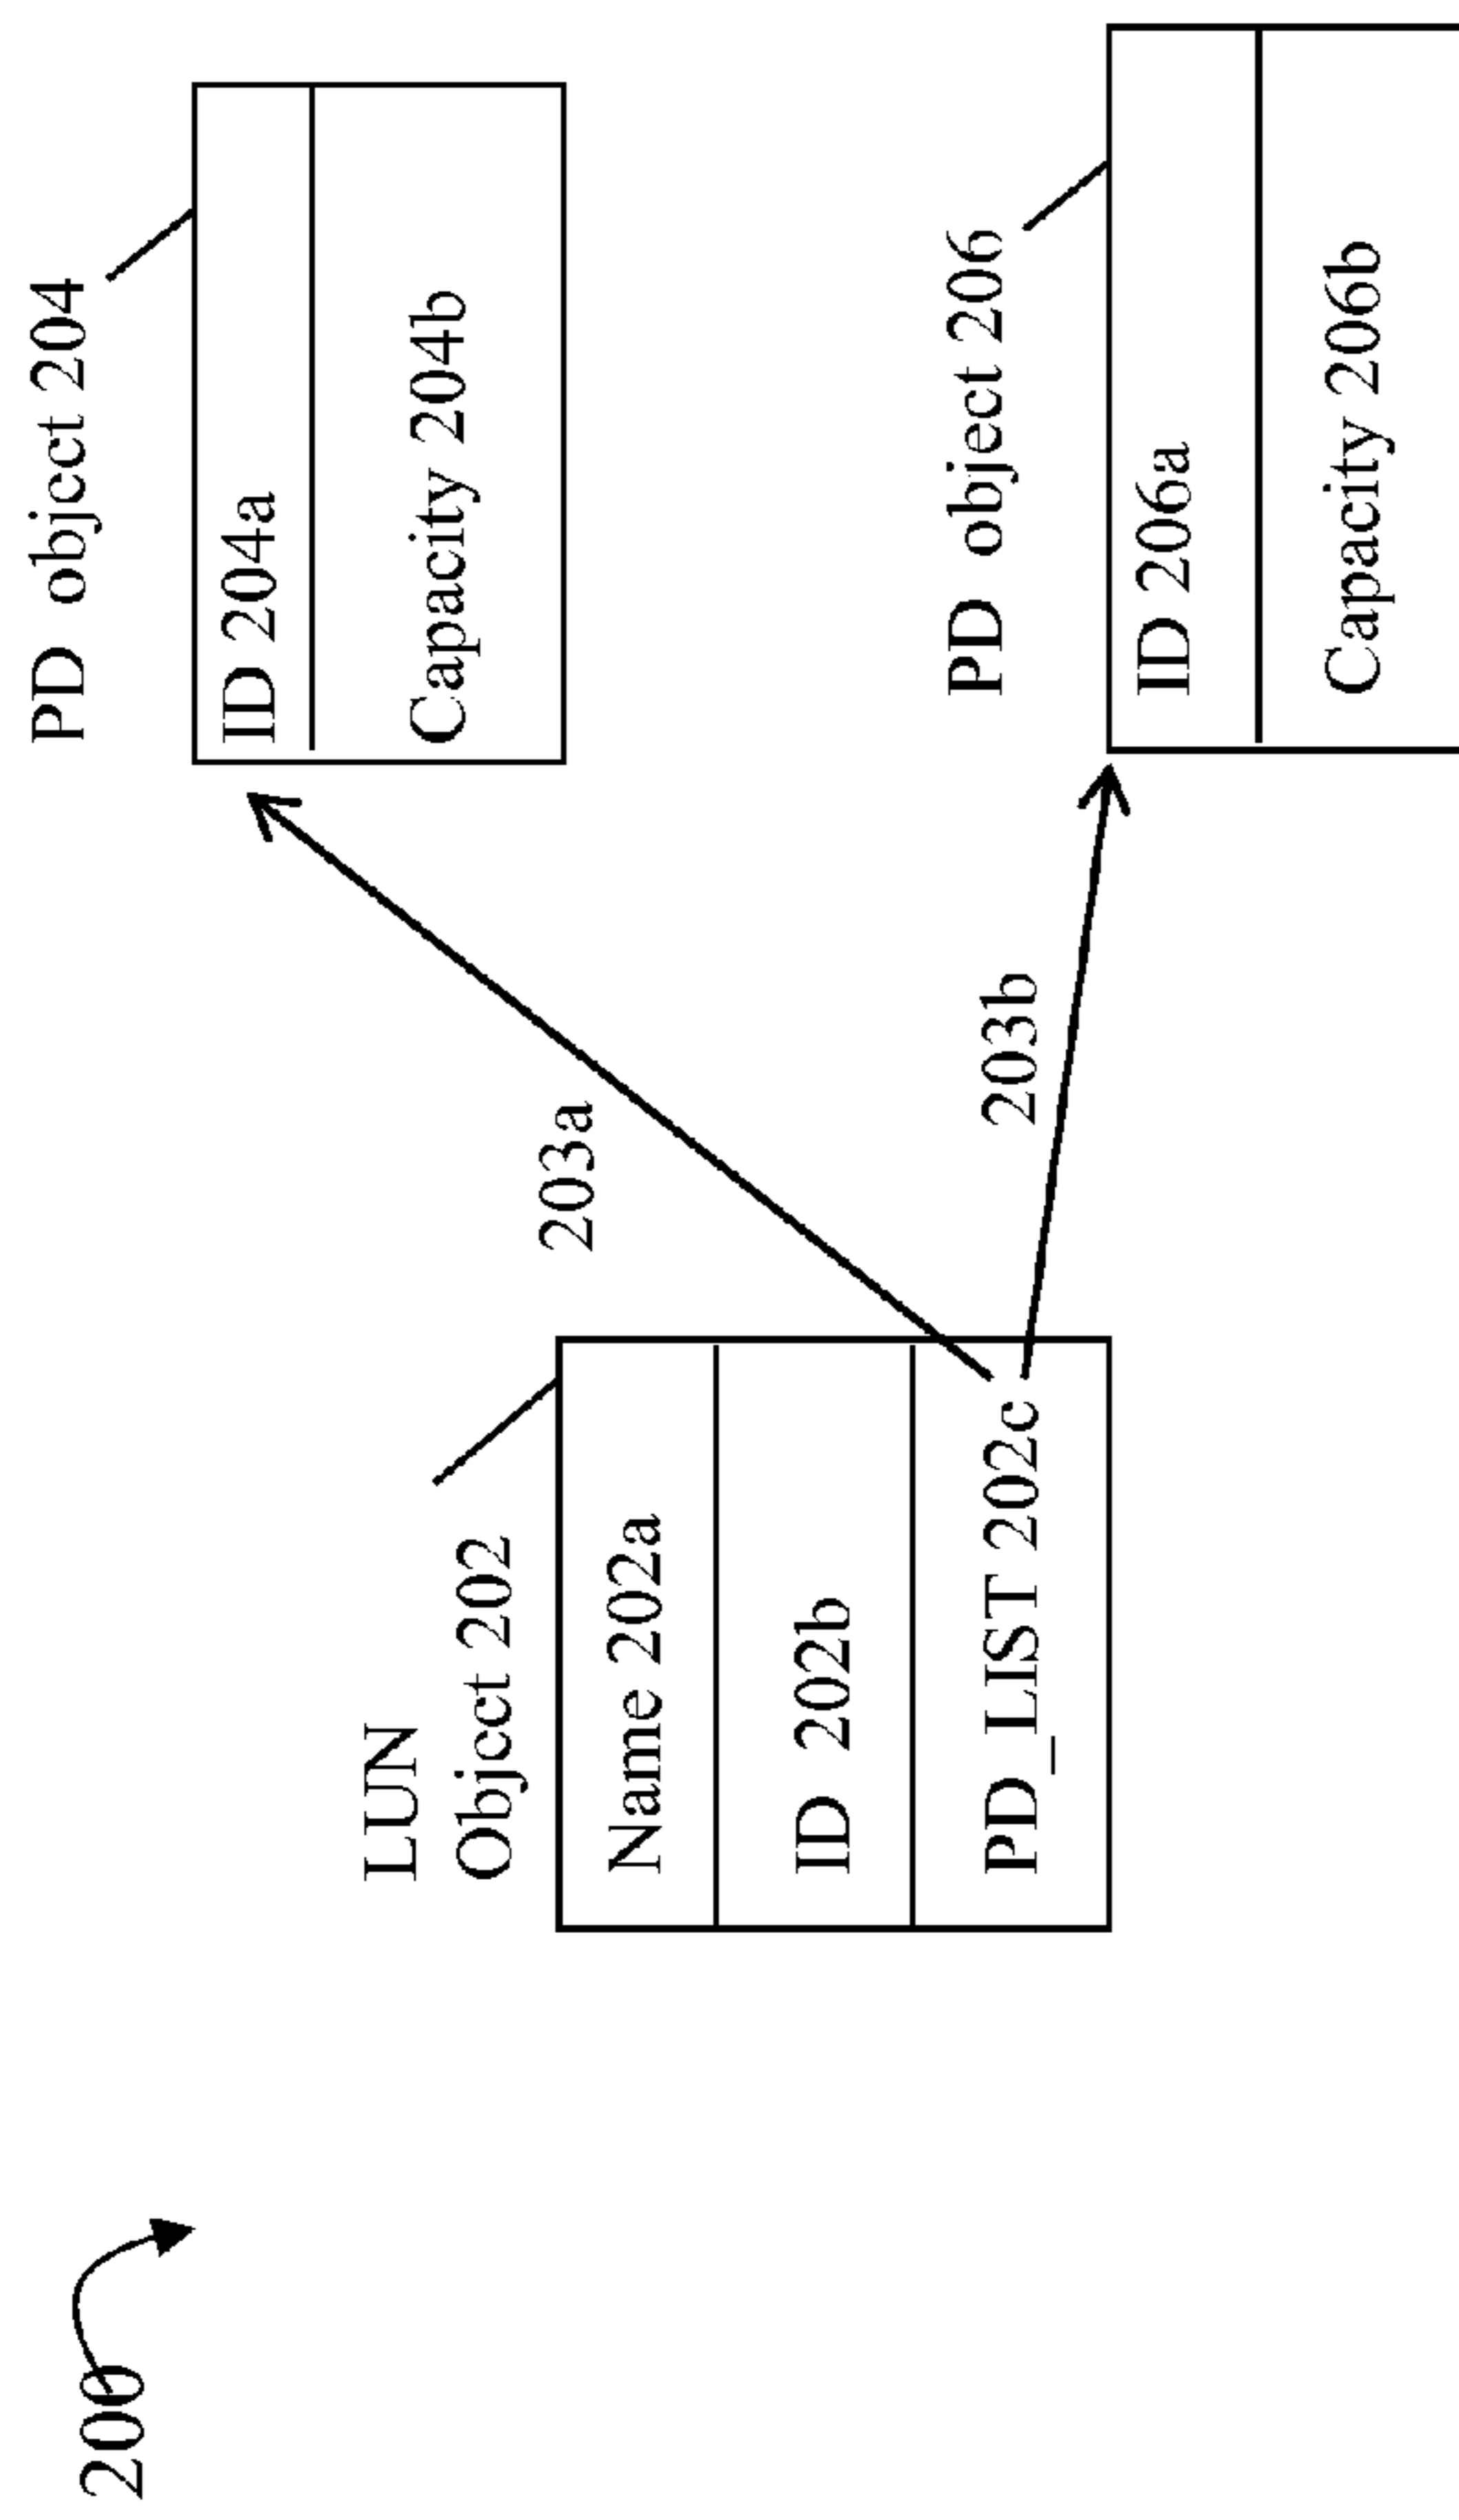 200
LUN
Object 202
Name 202a
ID 202b
PD_LIST 202c
203a
203b
PD object 204
ID 204a
Capacity 204b
PD object 206
ID 206a
Capacity 206b